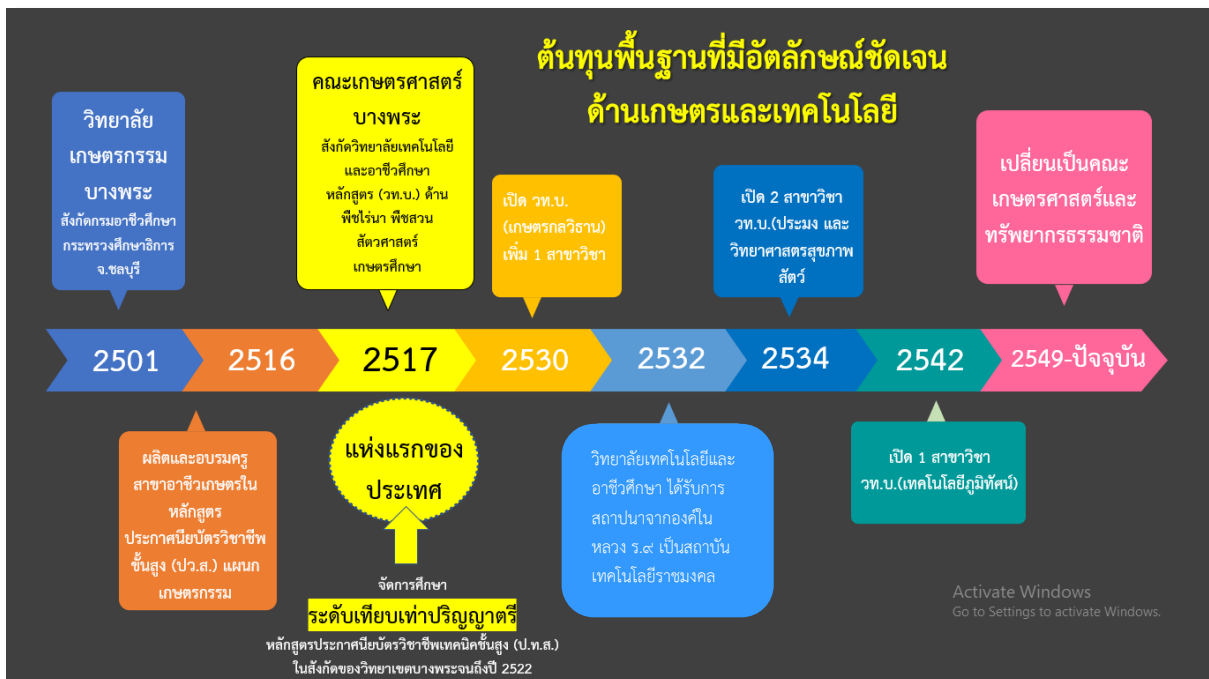 ต้นทุนพื้นฐานที่มีอัตลักษณ์ชัดเจน
ด้านเกษตรและเทคโนโลยี
วิทยาลัย
เกษตรกรรม
บางพระ
สังกัดกรมอาชีวศึกษา
กระทรวงศึกษาธิการ
จ.ชลบุรี
คณะเกษตรศาสตร์
บางพระ
สังกัดวิทยาลัยเทคโนโลยี
และอาชีวศึกษา
หลักสูตร (วท.บ.) ด้าน
พืชไร่นา พืชสวน
สัตวศาสตร์
เกษตรศึกษา
เปิด วท.บ.
(เกษตรกลวิธาน)
เพิ่ม 1 สาขาวิชา
เปิด 2 สาขาวิชา
วท.บ.(ประมง และ
วิทยาศาตรสุขภาพ
สัตว์
เปลี่ยนเป็นคณะ
เกษตรศาสตร์และ
ทรัพยากรธรรมชาติ
2501
2516
2517
2530
2532
2534
2542
2549-ปัจจุบัน
ผลิตและอบรมครู
สาขาอาชีวเกษตรใน
หลักสูตร
ประกาศนียบัตรวิชาชีพ
ชั้นสูง (ปว.ส.) แผนก
เกษตรกรรม
แห่งแรกของ
ประเทศ
จัดการศึกษา
ระดับเทียบเท่าปริญญาตรี
หลักสูตรประกาศนียบัตรวิชาชีพเทคนิคชั้นสูง (ป.ท.ส.)
ในสังกัดของวิทยาเขตบางพระจนถึงปี 2522
วิทยาลัยเทคโนโลยีและ
อาชีวศึกษา ได้รับการ
สถาปนาจากองค์ใน
หลวง ร.๙ เป็นสถาบัน
เทคโนโลยีราชมงคล
เปิด 1 สาขาวิชา
วท.บ.(เทคโนโลยีภูมิทัศน์)
Activate Windows
Go to Settings to activate Windows.